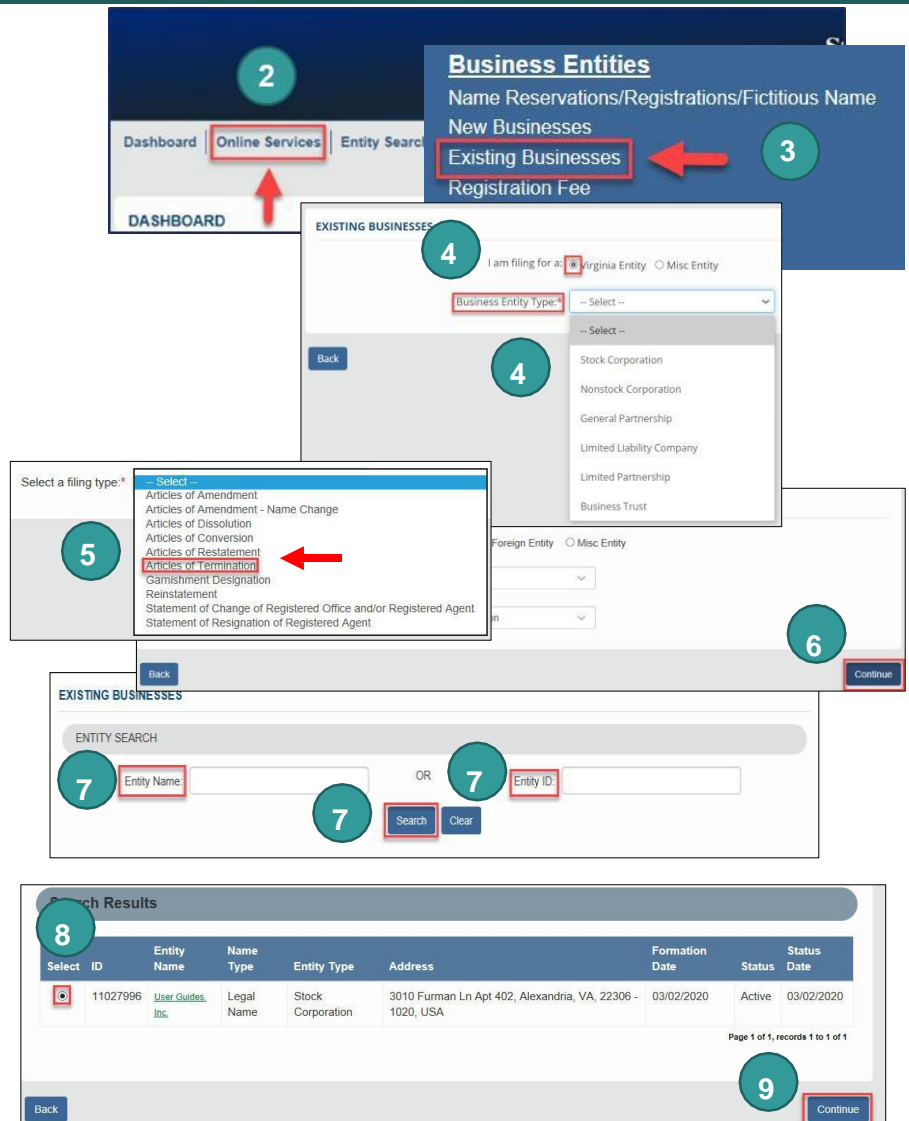 2
Dashboard | Online Services | Entity Search
DASHBOARD
Business Entities
Name Reservations/Registrations/Fictitious Name
New Businesses
Existing Businesses
3
Registration Fee
EXISTING BUSINESSES
4
I am filing for a: Virginia Entity Misc Entity
Business Entity Type:* -- Select --
-- Select --
Back
4
Stock Corporation
Nonstock Corporation
General Partnership
Limited Liability Company
Limited Partnership
Business Trust
Select a filing type:*
-- Select --
Articles of Amendment
Articles of Amendment - Name Change
Articles of Dissolution
Articles of Conversion
Articles of Restatement
Articles of Termination
Garnishment Designation
Reinstatement
Statement of Change of Registered Office and/or Registered Agent
Statement of Resignation of Registered Agent
5
Foreign Entity Misc Entity
6
Back
Continue
EXISTING BUSINESSES
ENTITY SEARCH
7
Entity Name:
OR
7
Entity ID:
7
Search Clear
Search Results
8
Select ID Entity Name Name Type Entity Type Address Formation Date Status Status Date
11027996 User Guides, Inc. Legal Name Stock Corporation 3010 Furman Ln Apt 402, Alexandria, VA, 22306 - 1020, USA 03/02/2020 Active 03/02/2020
Page 1 of 1, records 1 to 1 of 1
9
Back
Continue